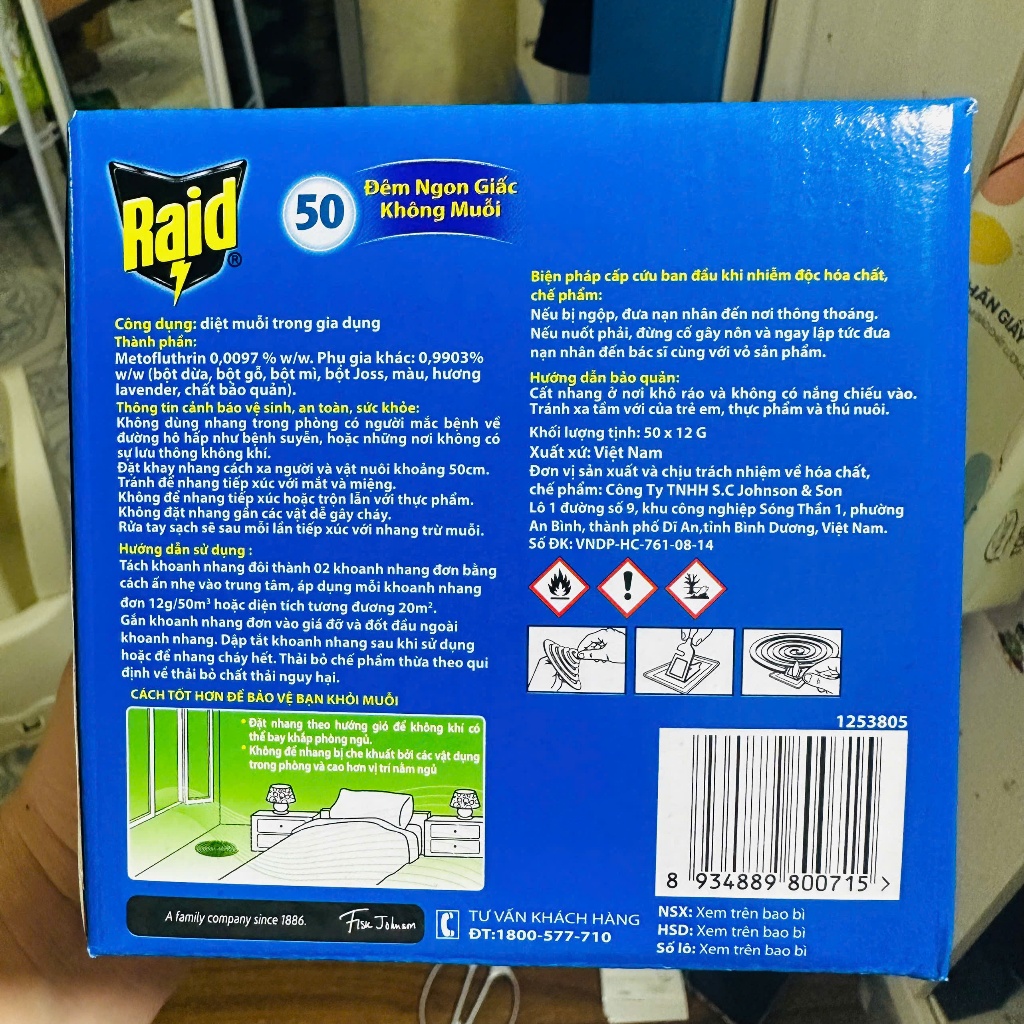 Raid®
50
Đêm Ngon Giấc
Không Muỗi
Công dụng: diệt muỗi trong gia dụng
Thành phần:
Metofluthrin 0,0097 % w/w. Phụ gia khác: 0,9903%
w/w (bột dừa, bột gỗ, bột mì, bột Joss, màu, hương
lavender, chất bảo quản).
Thông tin cảnh báo vệ sinh, an toàn, sức khỏe:
Không dùng nhang trong phòng có người mắc bệnh về
đường hô hấp như bệnh suyễn, hoặc những nơi không có
sự lưu thông không khí.
Đặt khay nhang cách xa người và vật nuôi khoảng 50cm.
Tránh để nhang tiếp xúc với mắt và miệng.
Không để nhang tiếp xúc hoặc trộn lẫn với thực phẩm.
Không đặt nhang gần các vật dễ gây cháy.
Rửa tay sạch sẽ sau mỗi lần tiếp xúc với nhang trừ muỗi.
Hướng dẫn sử dụng :
Tách khoanh nhang đôi thành 02 khoanh nhang đơn bằng
cách ấn nhẹ vào trung tâm, áp dụng mỗi khoanh nhang
đơn 12g/50m³ hoặc diện tích tương đương 20m².
Gắn khoanh nhang đơn vào giá đỡ và đốt đầu ngoài
khoanh nhang. Dập tắt khoanh nhang sau khi sử dụng
hoặc để nhang cháy hết. Thải bỏ chế phẩm thừa theo qui
định về thải bỏ chất thải nguy hại.
CÁCH TỐT HƠN ĐỂ BẢO VỆ BẠN KHỎI MUỖI
• Đặt nhang theo hướng gió để không khí có
thể bay khắp phòng ngủ.
• Không để nhang bị che khuất bởi các vật dụng
trong phòng và cao hơn vị trí nằm ngủ
A family company since 1886.
Fisk Johnson
TƯ VẤN KHÁCH HÀNG
ĐT:1800-577-710
Biện pháp cấp cứu ban đầu khi nhiễm độc hóa chất,
chế phẩm:
Nếu bị ngộp, đưa nạn nhân đến nơi thông thoáng.
Nếu nuốt phải, đừng cố gây nôn và ngay lập tức đưa
nạn nhân đến bác sĩ cùng với vỏ sản phẩm.
Hướng dẫn bảo quản:
Cất nhang ở nơi khô ráo và không có nắng chiếu vào.
Tránh xa tầm với của trẻ em, thực phẩm và thú nuôi.
Khối lượng tịnh: 50 x 12 G
Xuất xứ: Việt Nam
Đơn vị sản xuất và chịu trách nhiệm về hóa chất,
chế phẩm: Công Ty TNHH S.C Johnson & Son
Lô 1 đường số 9, khu công nghiệp Sóng Thần 1, phường
An Bình, thành phố Dĩ An,tỉnh Bình Dương, Việt Nam.
Số ĐK: VNDP-HC-761-08-14
1253805
8 934889 800715 >
NSX: Xem trên bao bì
HSD: Xem trên bao bì
Số lô: Xem trên bao bì